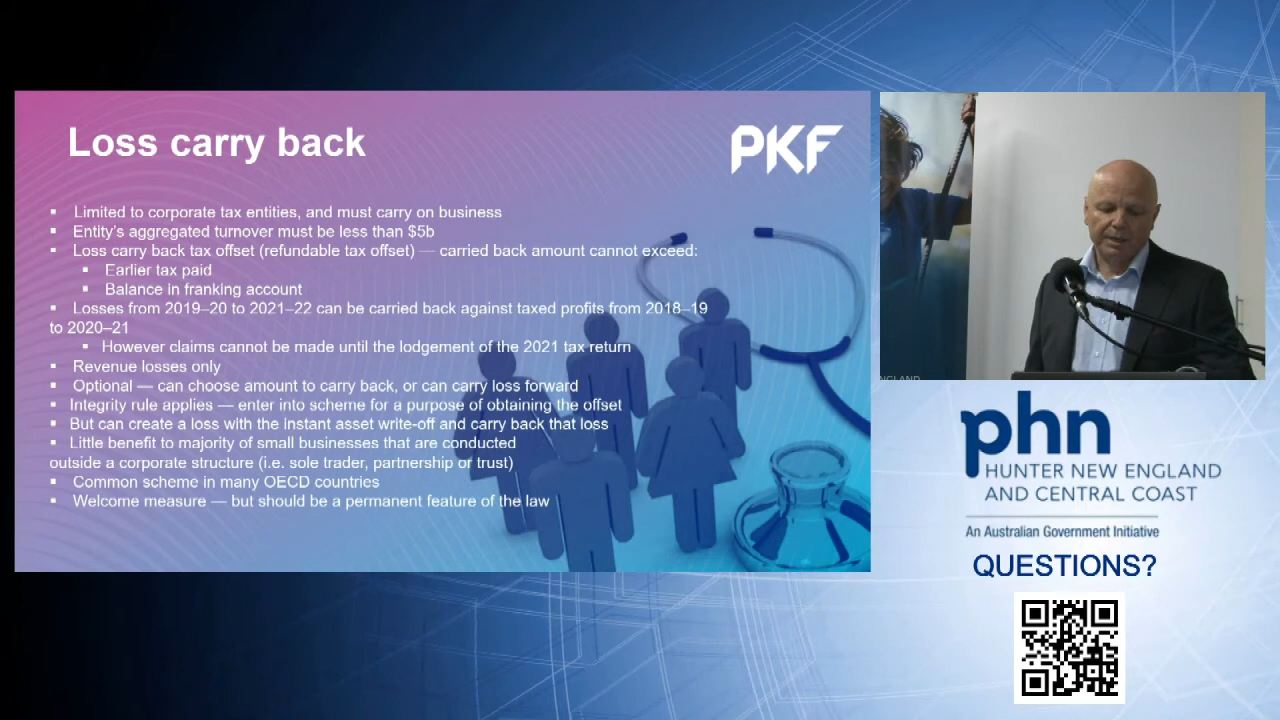 Loss carry back
PKF
▪ Limited to corporate tax entities, and must carry on business
▪ Entity's aggregated turnover must be less than $5b
▪ Loss carry back tax offset (refundable tax offset) — carried back amount cannot exceed:
▪ Earlier tax paid
▪ Balance in franking account
▪ Losses from 2019–20 to 2021–22 can be carried back against taxed profits from 2018–19
to 2020–21
▪ However claims cannot be made until the lodgement of the 2021 tax return
▪ Revenue losses only
▪ Optional — can choose amount to carry back, or can carry loss forward
▪ Integrity rule applies — enter into scheme for a purpose of obtaining the offset
▪ But can create a loss with the instant asset write-off and carry back that loss
▪ Little benefit to majority of small businesses that are conducted
outside a corporate structure (i.e. sole trader, partnership or trust)
▪ Common scheme in many OECD countries
▪ Welcome measure — but should be a permanent feature of the law
NGLAND
phn
HUNTER NEW ENGLAND
AND CENTRAL COAST
An Australian Government Initiative
QUESTIONS?